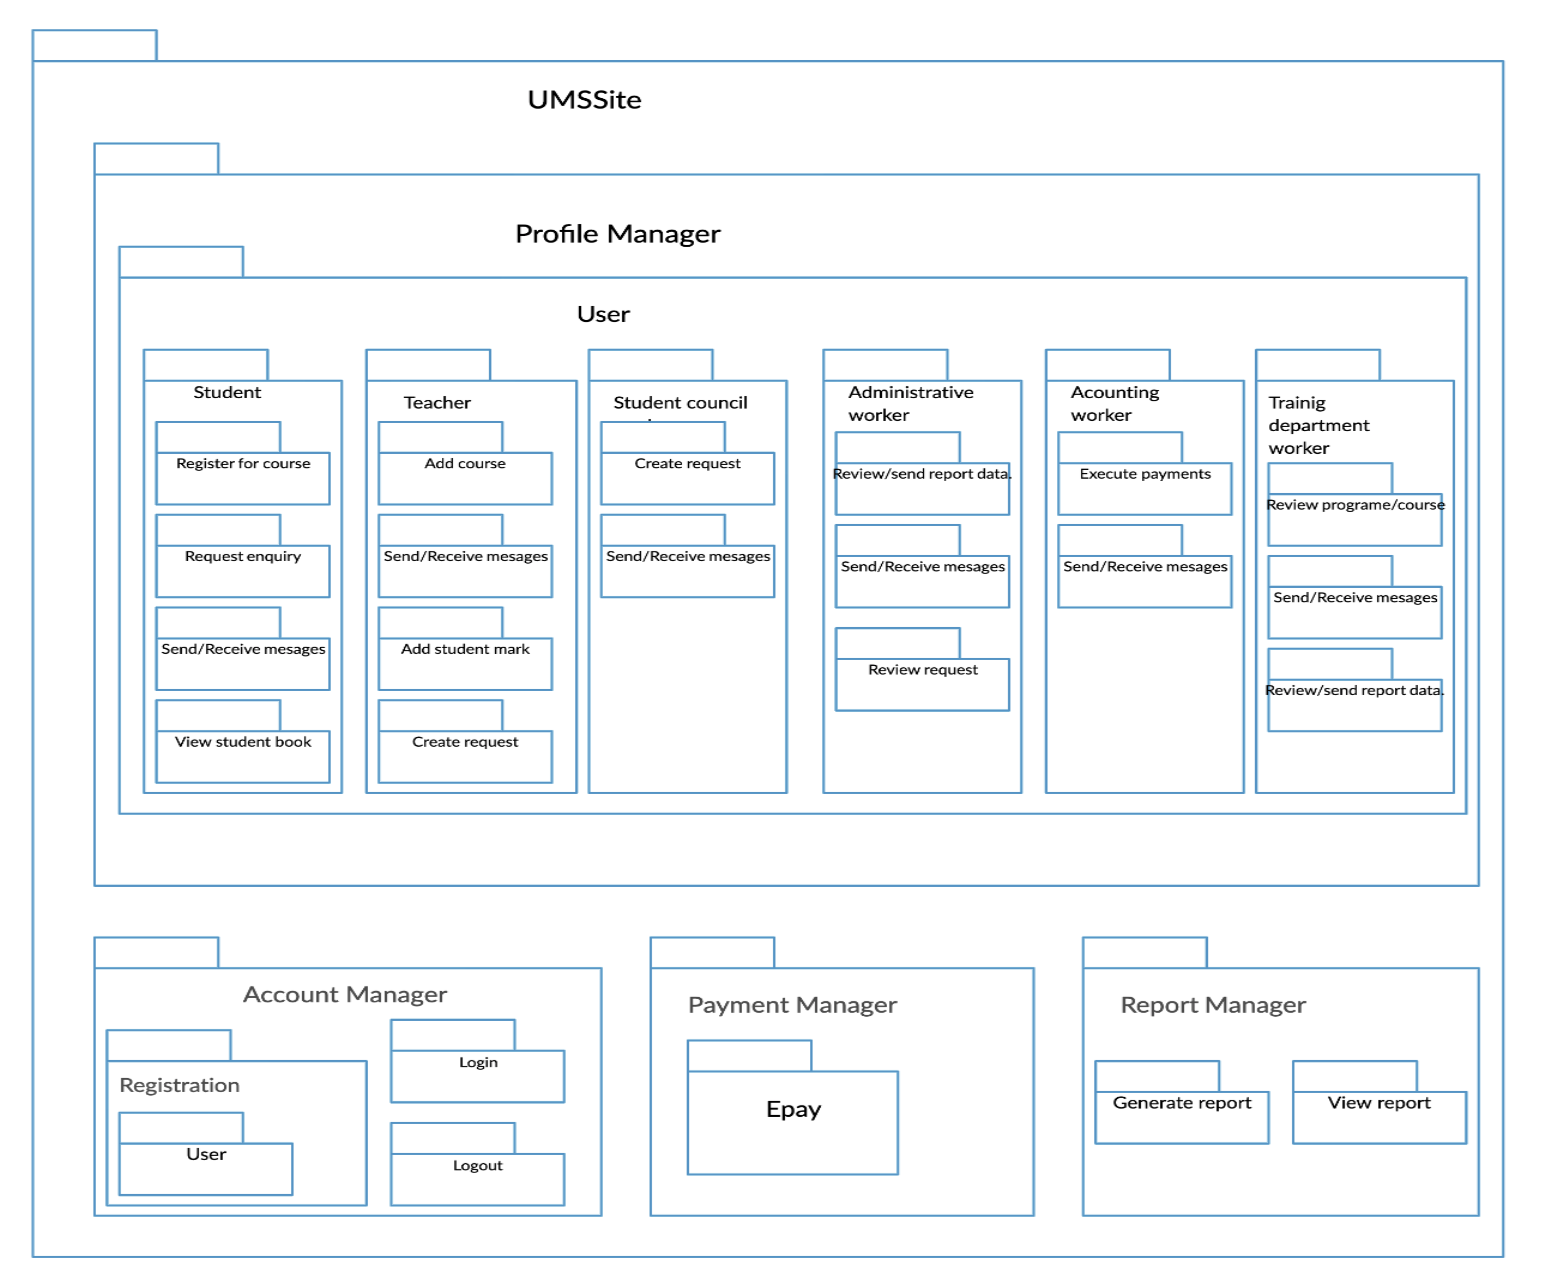 UMSSite
Profile Manager
User
Student
Register for course
Request enquiry
Send/Receive mesages
View student book
Teacher
Add course
Send/Receive mesages
Add student mark
Create request
Student council
Create request
Send/Receive mesages
Administrative
worker
Review/send report data.
Send/Receive mesages
Review request
Acounting
worker
Execute payments
Send/Receive mesages
Trainig
department
worker
Review programe/course
Send/Receive mesages
Review/send report data.
Account Manager
Registration
User
Login
Logout
Payment Manager
Epay
Report Manager
Generate report
View report